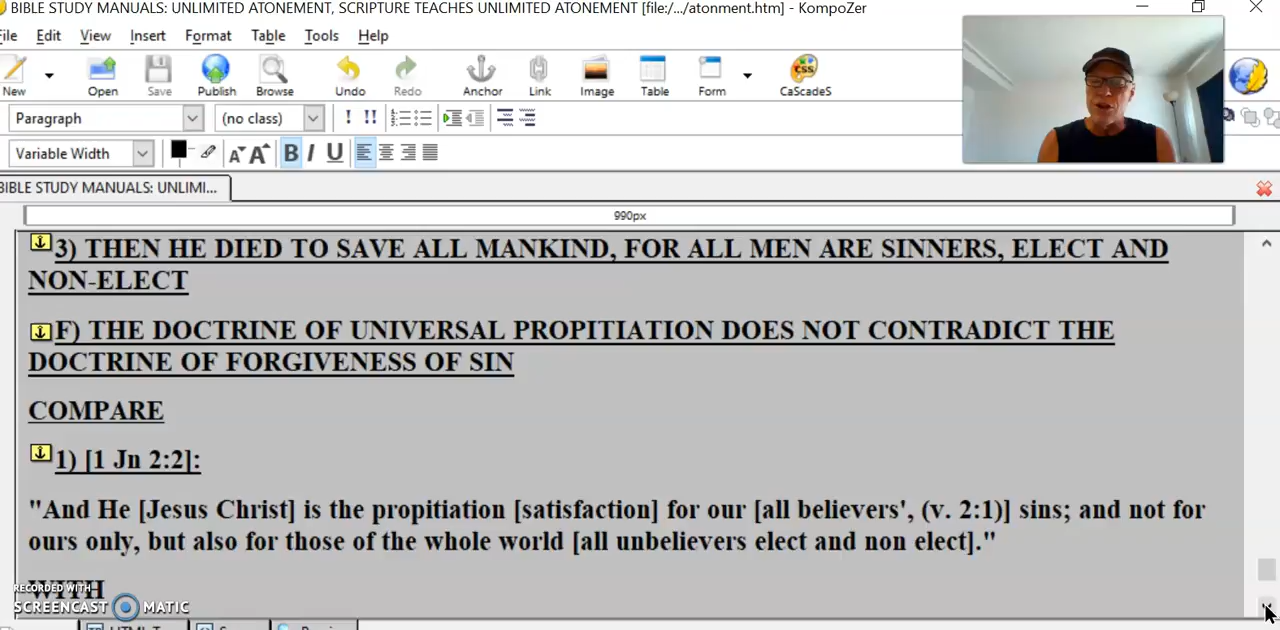 BIBLE STUDY MANUALS: UNLIMITED ATONEMENT, SCRIPTURE TEACHES UNLIMITED ATONEMENT [file:/.../atonment.htm] - KompoZer
File Edit View Insert Format Table Tools Help
New Open Save Publish Browse Undo Redo Anchor Link Image Table Form CaScadeS
Paragraph (no class) ! !!
Variable Width A A B I U
BIBLE STUDY MANUALS: UNLIMI...
990px
3) THEN HE DIED TO SAVE ALL MANKIND, FOR ALL MEN ARE SINNERS, ELECT AND
NON-ELECT
F) THE DOCTRINE OF UNIVERSAL PROPITIATION DOES NOT CONTRADICT THE
DOCTRINE OF FORGIVENESS OF SIN
COMPARE
1) [1 Jn 2:2]:
"And He [Jesus Christ] is the propitiation [satisfaction] for our [all believers', (v. 2:1)] sins; and not for
ours only, but also for those of the whole world [all unbelievers elect and non elect]."
WITH
RECORDED WITH
SCREENCAST MATIC